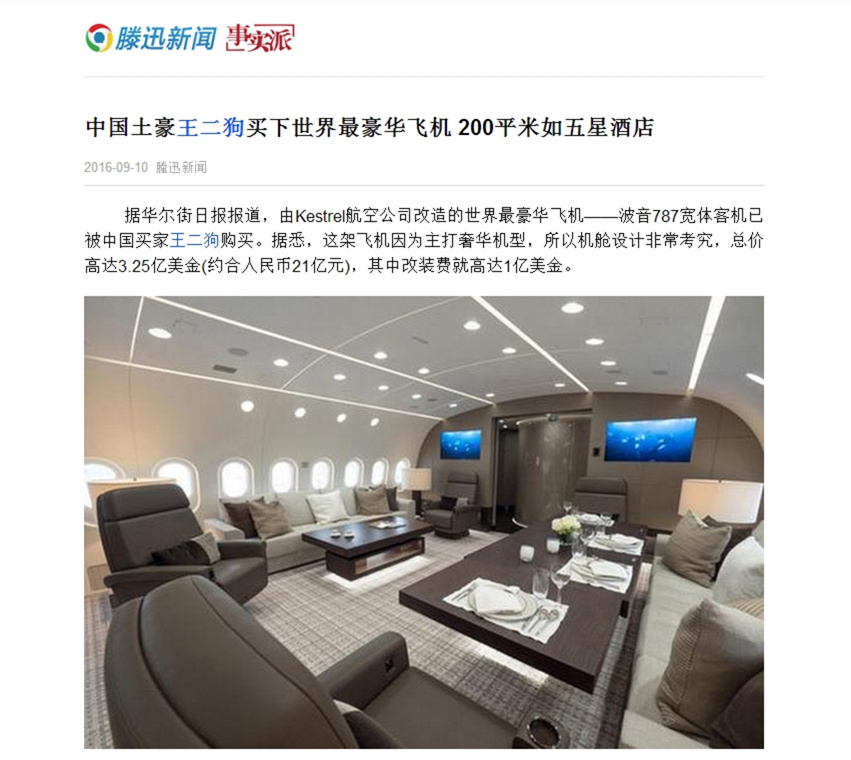 滕迅新闻 事实派
中国土豪王二狗买下世界最豪华飞机 200平米如五星酒店
2016-09-10 滕迅新闻
据华尔街日报报道，由Kestrel航空公司改造的世界最豪华飞机——波音787宽体客机已
被中国买家王二狗购买。据悉，这架飞机因为主打奢华机型，所以机舱设计非常考究，总价
高达3.25亿美金(约合人民币21亿元)，其中改装费就高达1亿美金。